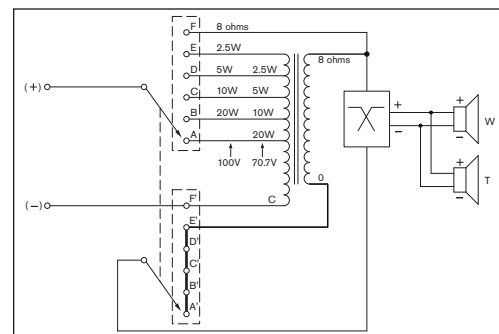 F 8 ohms
E 2.5W
8 ohms
D 5W 2.5W
(+)
C 10W 5W
B 20W 10W
A 20W
100V 70.7V
+
−
+
−
W
+
−
T
0
(−)
F' C
E'
D'
C'
B'
A'